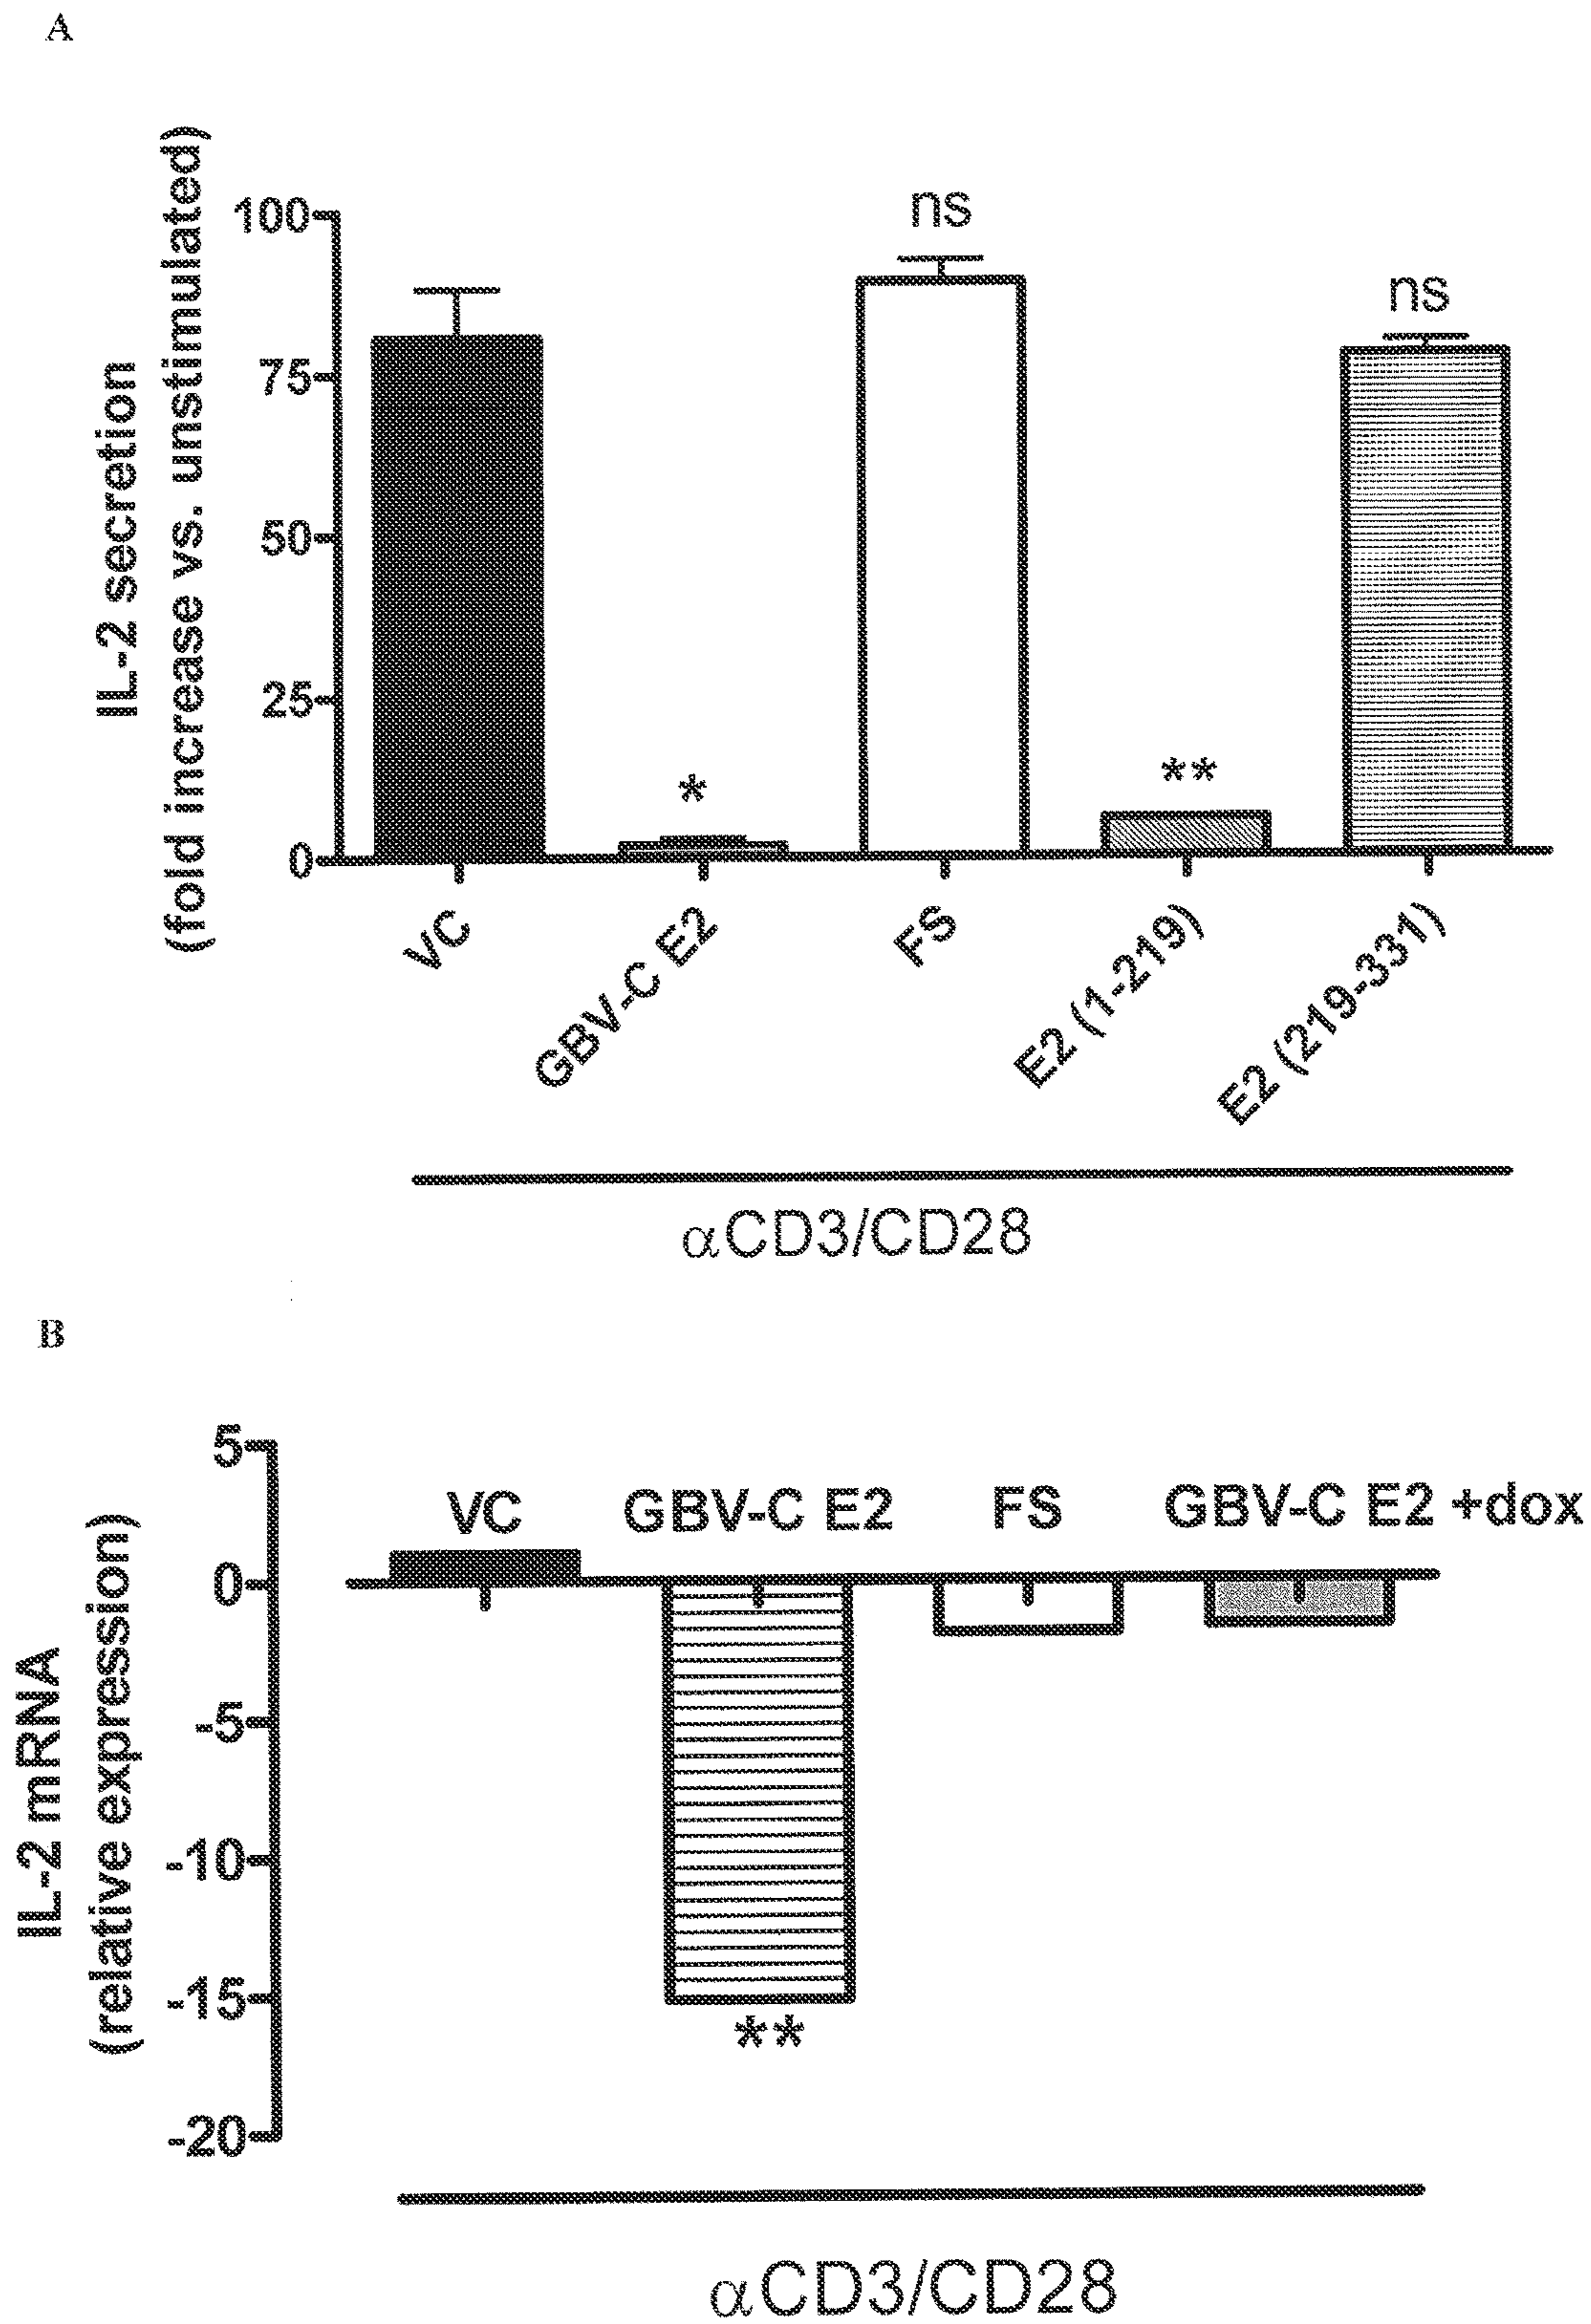 A
IL-2 secretion
(fold increase vs. unstimulated)
100
75
50
25
0
ns
ns
*
**
VC
GBV-C E2
FS
E2 (1-219)
E2 (219-331)
αCD3/CD28
B
IL-2 mRNA
(relative expression)
5
0
-5
-10
-15
-20
VC
GBV-C E2
FS
GBV-C E2 +dox
**
αCD3/CD28